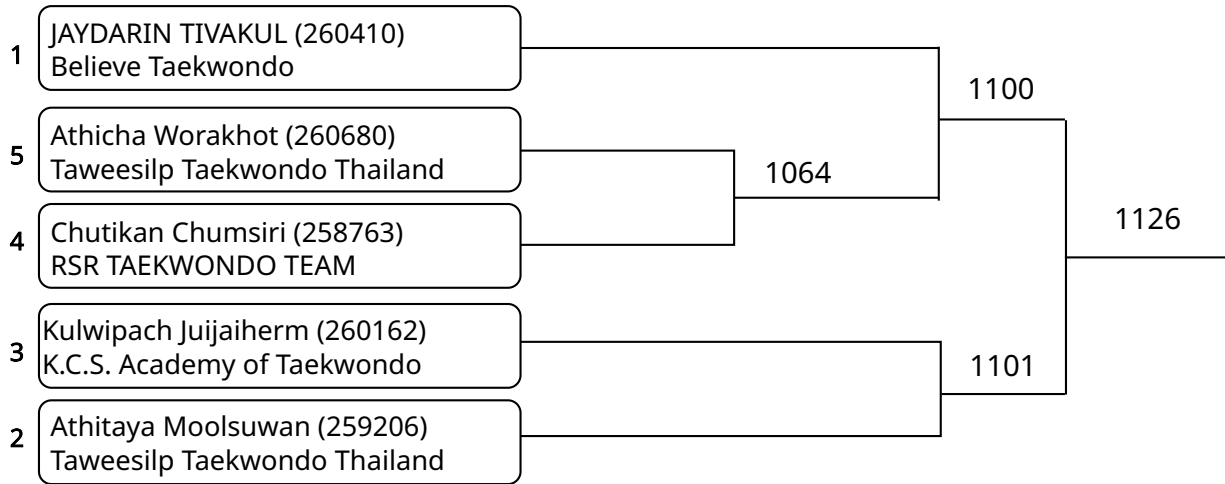 1
JAYDARIN TIVAKUL (260410)
Believe Taekwondo
1100
5
Athicha Worakhot (260680)
Taweesilp Taekwondo Thailand
1064
4
Chutikan Chumsiri (258763)
RSR TAEKWONDO TEAM
1126
3
Kulwipach Juijaiherm (260162)
K.C.S. Academy of Taekwondo
1101
2
Athitaya Moolsuwan (259206)
Taweesilp Taekwondo Thailand